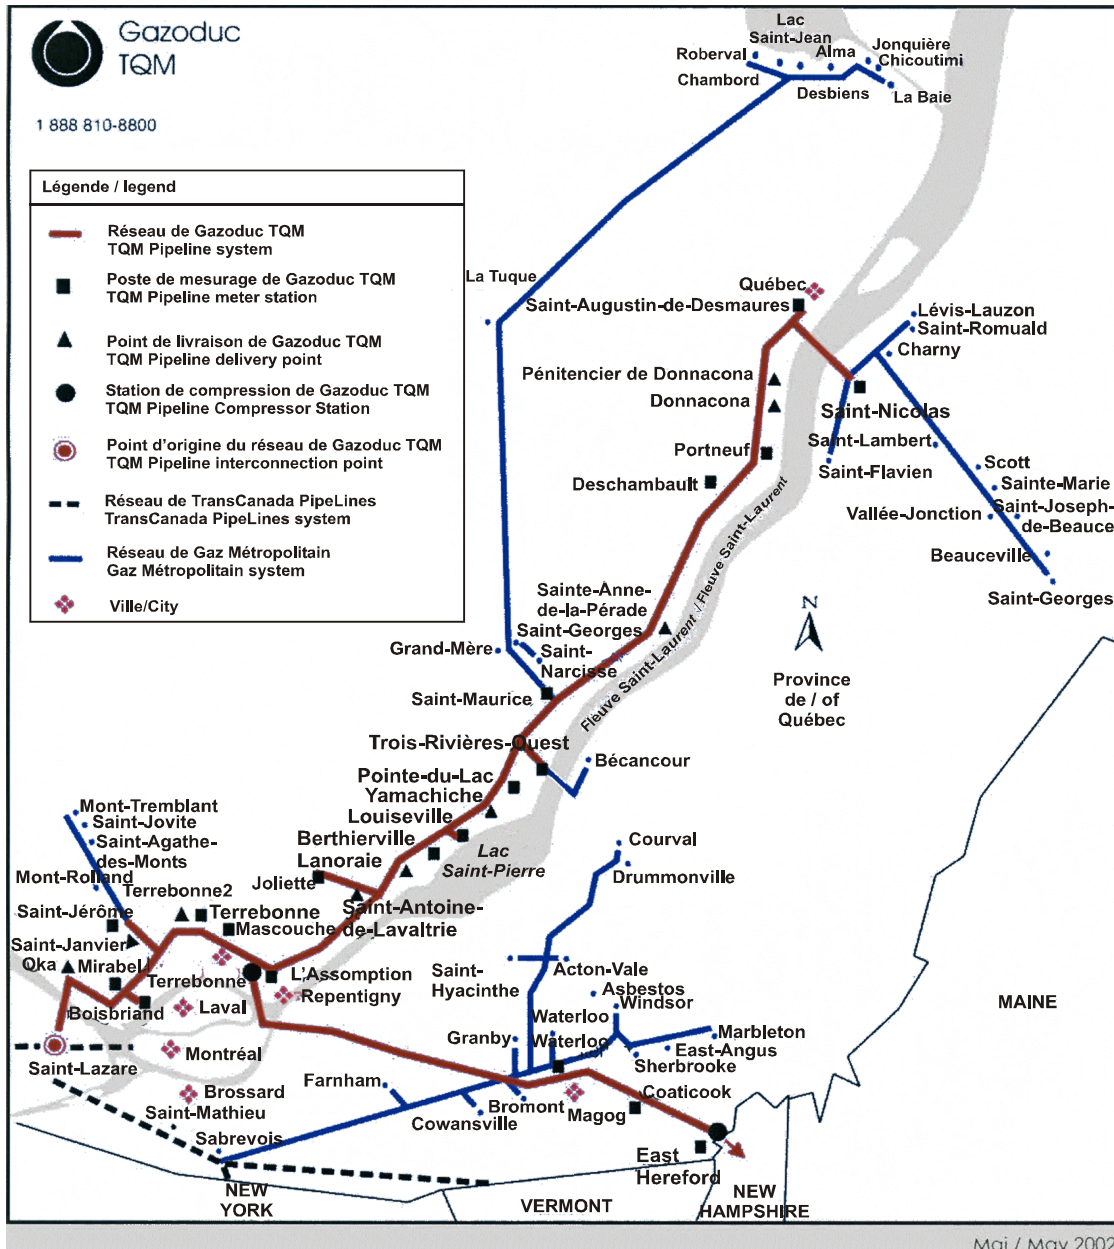 Gazoduc
TQM
1 888 810-8800
Légende / legend
Réseau de Gazoduc TQM
TQM Pipeline system
Poste de mesurage de Gazoduc TQM
TQM Pipeline meter station
Point de livraison de Gazoduc TQM
TQM Pipeline delivery point
Station de compression de Gazoduc TQM
TQM Pipeline Compressor Station
Point d'origine du réseau de Gazoduc TQM
TQM Pipeline interconnection point
Réseau de TransCanada PipeLines
TransCanada PipeLines system
Réseau de Gaz Métropolitain
Gaz Métropolitain system
Ville/City
Lac
Saint-Jean
Roberval
Alma
Jonquière
Chicoutimi
Chambord
Desbiens
La Baie
La Tuque
Québec
Saint-Augustin-de-Desmaures
Lévis-Lauzon
Saint-Romuald
Charny
Pénitencier de Donnacona
Donnacona
Saint-Nicolas
Portneuf
Saint-Lambert
Saint-Flavien
Scott
Deschambault
Sainte-Marie
Vallée-Jonction
Saint-Joseph-
de-Beauce
Beauceville
Saint-Georges
Fleuve Saint-Laurent / Fleuve Saint-Laurent
Sainte-Anne-
de-la-Pérade
Saint-Georges
Grand-Mère
Saint-
Narcisse
Saint-Maurice
N
Province
de / of
Québec
Trois-Rivières-Ouest
Bécancour
Pointe-du-Lac
Yamachiche
Louiseville
Berthierville
Lanoraie
Lac
Saint-Pierre
Joliette
Saint-Antoine-
de-Lavaltrie
Mont-Tremblant
Saint-Jovite
Saint-Agathe-
des-Monts
Mont-Rolland
Terrebonne2
Saint-Jérôme
Terrebonne
Mascouche
Saint-Janvier
Oka
Mirabel
Terrebonne
L'Assomption
Repentigny
Boisbriand
Laval
Saint-Lazare
Montréal
Brossard
Saint-Mathieu
Sabrevois
Courval
Drummonville
Saint-
Hyacinthe
Acton-Vale
Asbestos
Windsor
Waterloo
Granby
Waterloo
Marbleton
East-Angus
Sherbrooke
Farnham
Bromont
Cowansville
Magog
Coaticook
East
Hereford
MAINE
NEW
YORK
VERMONT
NEW
HAMPSHIRE
Mai / May 2002